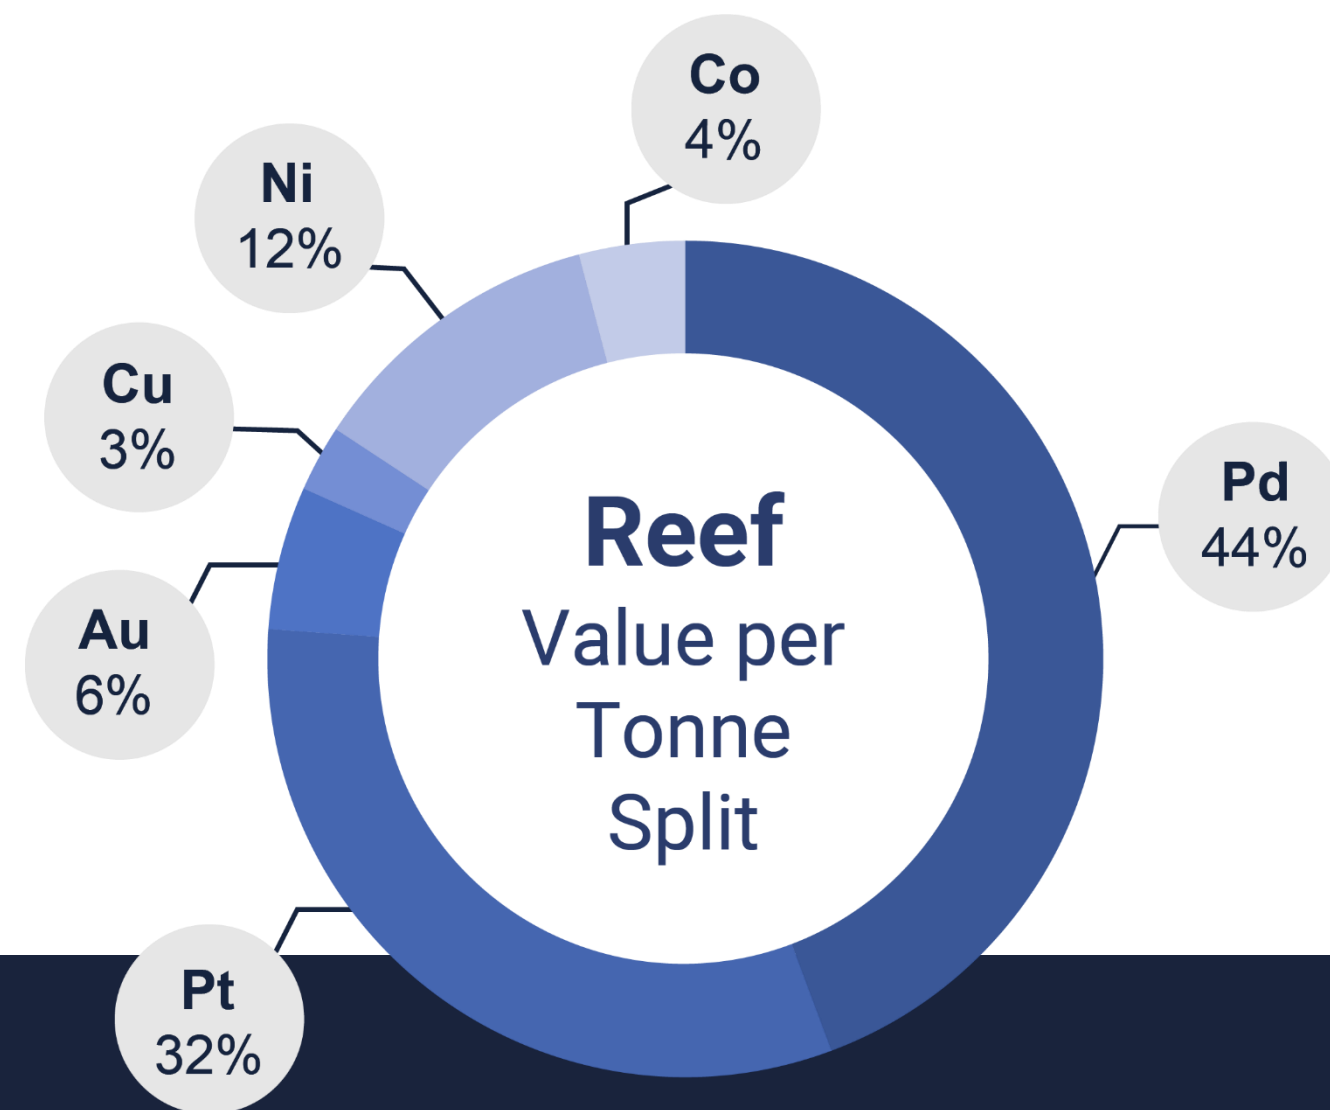 Co
4%
Ni
12%
Cu
3%
Pd
44%
Reef
Value per
Tonne
Split
Au
6%
Pt
32%